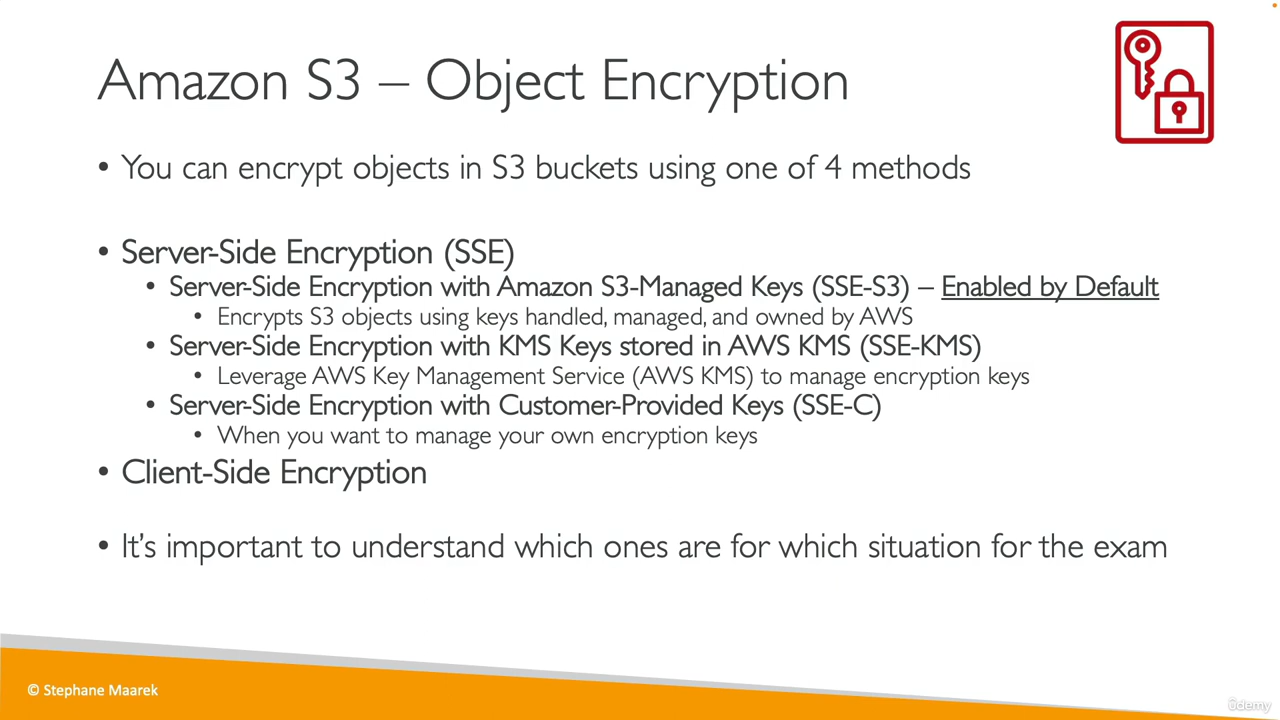 Amazon S3 – Object Encryption
• You can encrypt objects in S3 buckets using one of 4 methods
• Server-Side Encryption (SSE)
• Server-Side Encryption with Amazon S3-Managed Keys (SSE-S3) – Enabled by Default
• Encrypts S3 objects using keys handled, managed, and owned by AWS
• Server-Side Encryption with KMS Keys stored in AWS KMS (SSE-KMS)
• Leverage AWS Key Management Service (AWS KMS) to manage encryption keys
• Server-Side Encryption with Customer-Provided Keys (SSE-C)
• When you want to manage your own encryption keys
• Client-Side Encryption
• It's important to understand which ones are for which situation for the exam
© Stephane Maarek
ûdemy